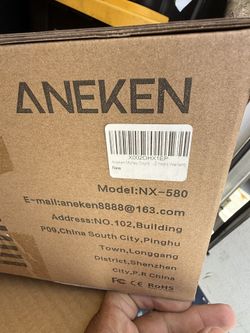 ANEKEN
X002DHX1EP
New
Model:NX-580
E-mail:aneken8888@163.com
Address:NO.102,Building
P09,China South City,Pinghu
Town,Longgang
District,Shenzhen
City,P.R China
FC CE RoHS